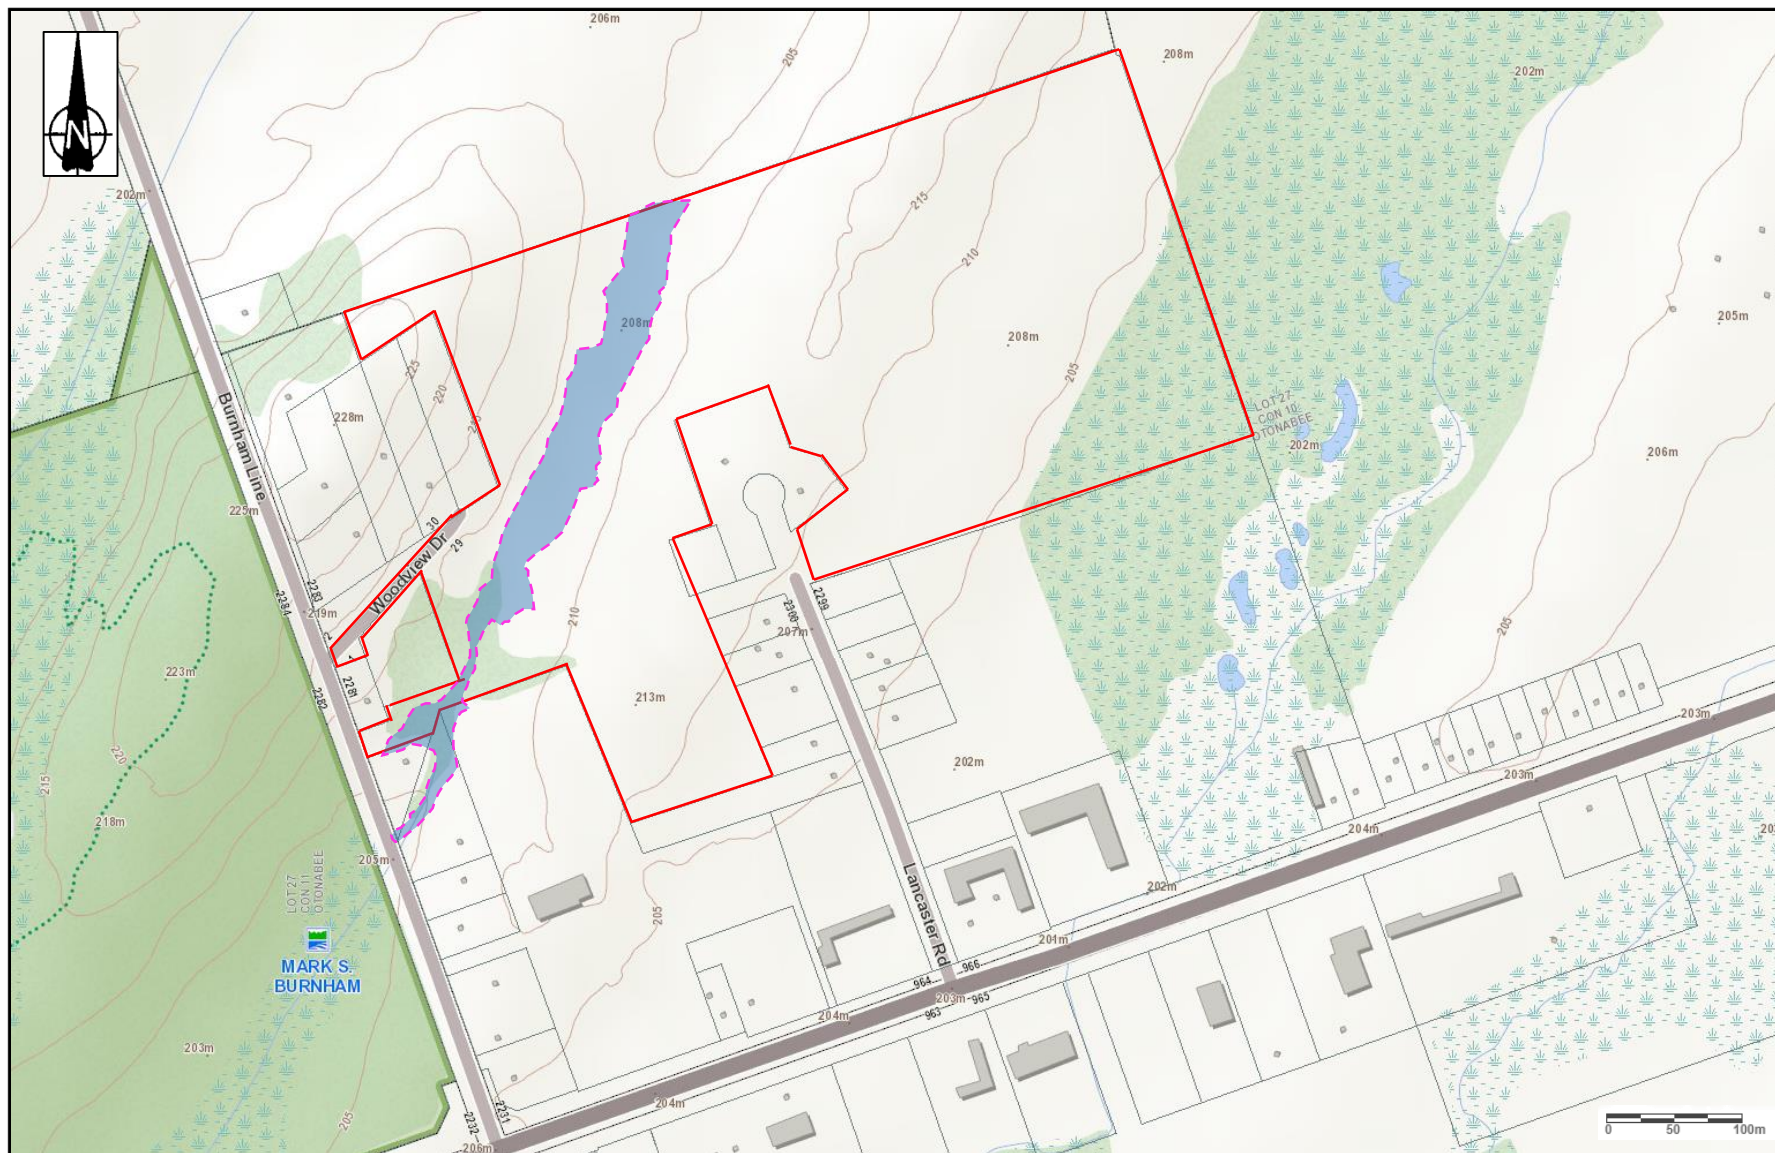 206m
205
208m
202m
N
202m
215
210
208m
205m
208m
205
225
220
228m
LOT 27
CON 10
OTONABEE
202m
206m
Burnham Line
225m
30
29
Woodview Dr
2283
2284
219m
2299
2300
207m
210
205
223m
2281
2282
213m
203m
220
215
202m
203m
218m
204m
205m
LOT 27
CON 11
OTONABEE
Lancaster Rd
202m
205
MARK S.
BURNHAM
201m
966
964
203m
965
963
204m
203m
204m
205
2231
2232
206m
0 50 100m